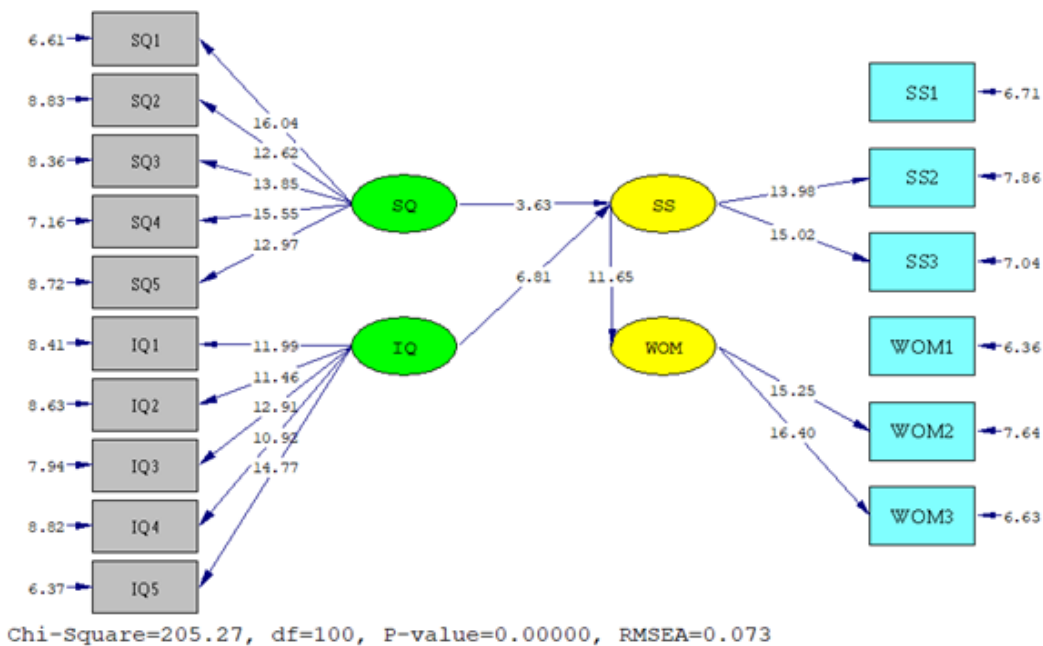 6.61 SQ1
8.83 SQ2
8.36 SQ3
7.16 SQ4
8.72 SQ5
8.41 IQ1
8.63 IQ2
7.94 IQ3
8.82 IQ4
6.37 IQ5
16.04
12.62
13.85
15.55
12.97
11.99
11.46
12.91
10.92
14.77
SQ
IQ
3.63
6.81
11.65
SS
WOM
13.98
15.02
15.25
16.40
SS1 6.71
SS2 7.86
SS3 7.04
WOM1 6.36
WOM2 7.64
WOM3 6.63
Chi-Square=205.27, df=100, P-value=0.00000, RMSEA=0.073